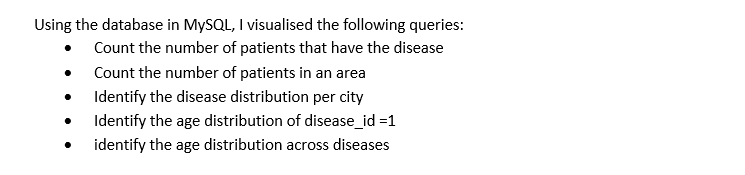 Using the database in MySQL, I visualised the following queries:
• Count the number of patients that have the disease
• Count the number of patients in an area
• Identify the disease distribution per city
• Identify the age distribution of disease_id =1
• identify the age distribution across diseases